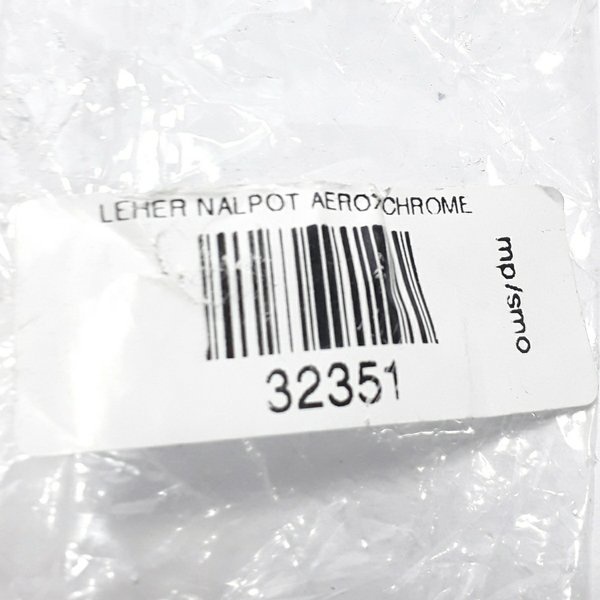 LEHER NALPOT AEROXCHROME
mp/smo
32351